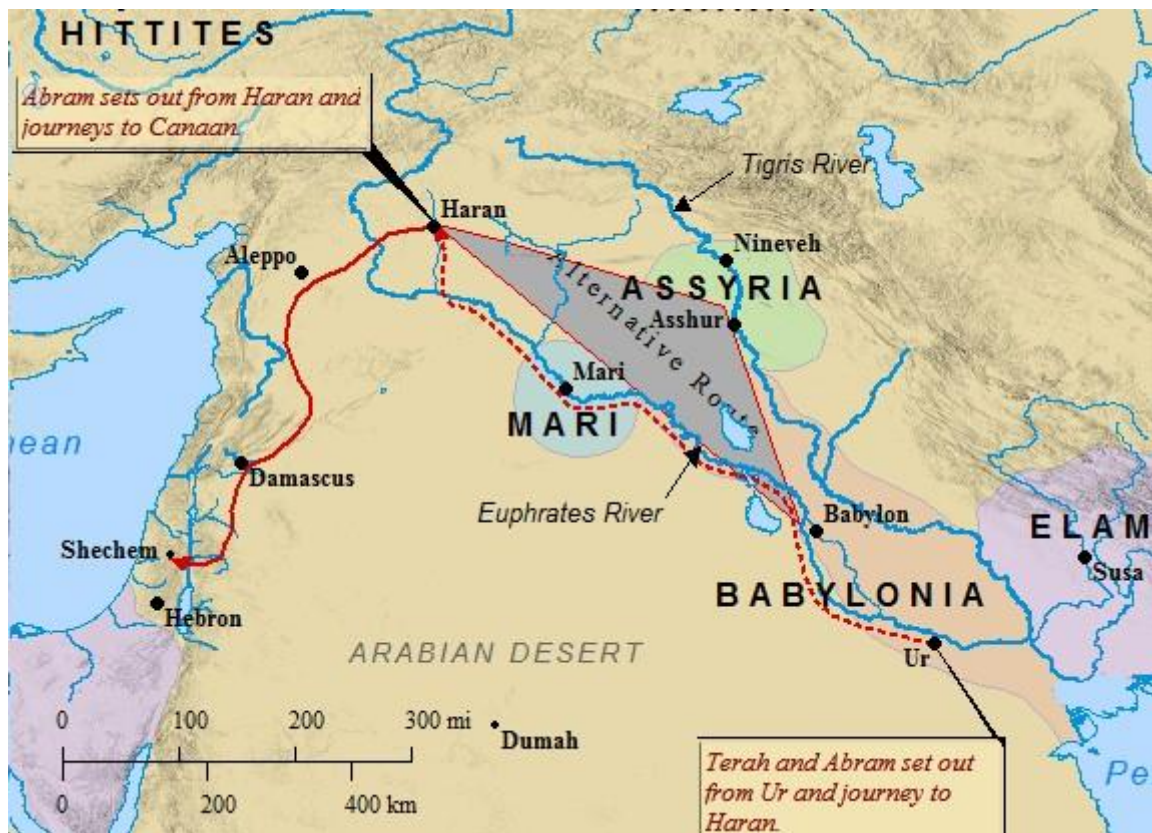 HITTITES
Abram sets out from Haran and
journeys to Canaan.
Tigris River
Haran
Aleppo
Nineveh
ASSYRIA
Alternative Route
Asshur
Mari
MARI
nean
Damascus
Euphrates River
Babylon
ELAM
Shechem
Susa
BABYLONIA
Hebron
ARABIAN DESERT
Ur
0 100 200 300 mi
Dumah
0 200 400 km
Terah and Abram set out
from Ur and journey to
Haran.
Pe